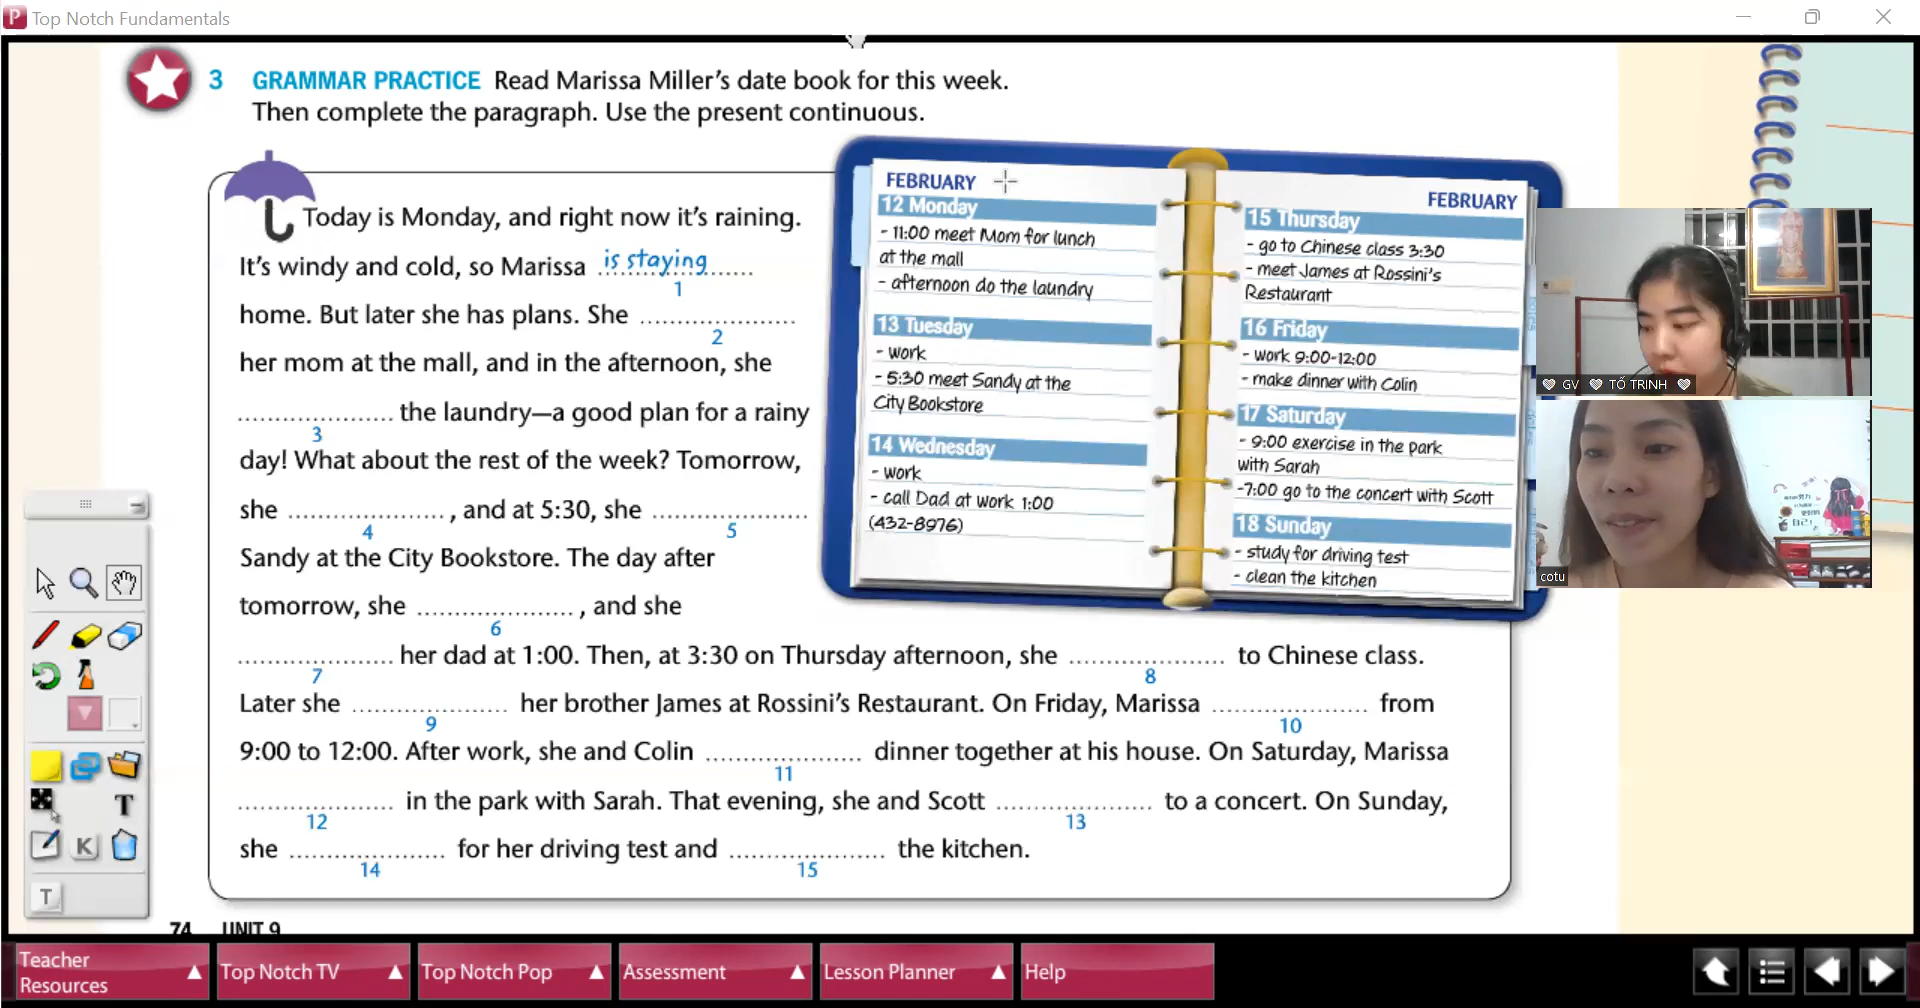 Top Notch Fundamentals
3 GRAMMAR PRACTICE Read Marissa Miller's date book for this week.
Then complete the paragraph. Use the present continuous.
Today is Monday, and right now it's raining.
It's windy and cold, so Marissa is staying
1
home. But later she has plans. She ....................
2
her mom at the mall, and in the afternoon, she
.................... the laundry—a good plan for a rainy
3
day! What about the rest of the week? Tomorrow,
she .................... , and at 5:30, she ....................
4 5
Sandy at the City Bookstore. The day after
tomorrow, she .................... , and she
6
.................... her dad at 1:00. Then, at 3:30 on Thursday afternoon, she .................... to Chinese class.
7 8
Later she .................... her brother James at Rossini's Restaurant. On Friday, Marissa .................... from
9 10
9:00 to 12:00. After work, she and Colin .................... dinner together at his house. On Saturday, Marissa
11
.................... in the park with Sarah. That evening, she and Scott .................... to a concert. On Sunday,
12 13
she .................... for her driving test and .................... the kitchen.
14 15
FEBRUARY
12 Monday
- 11:00 meet Mom for lunch
at the mall
- afternoon do the laundry
13 Tuesday
- work
- 5:30 meet Sandy at the
City Bookstore
14 Wednesday
- work
- call Dad at work 1:00
(432-8976)
FEBRUARY
15 Thursday
- go to Chinese class 3:30
- meet James at Rossini's
Restaurant
16 Friday
- work 9:00-12:00
- make dinner with Colin
17 Saturday
- 9:00 exercise in the park
with Sarah
-7:00 go to the concert with Scott
18 Sunday
- study for driving test
- clean the kitchen
GV TỐ TRINH
cotu
T
K
T
74 UNIT 9
Teacher
Resources
Top Notch TV
Top Notch Pop
Assessment
Lesson Planner
Help